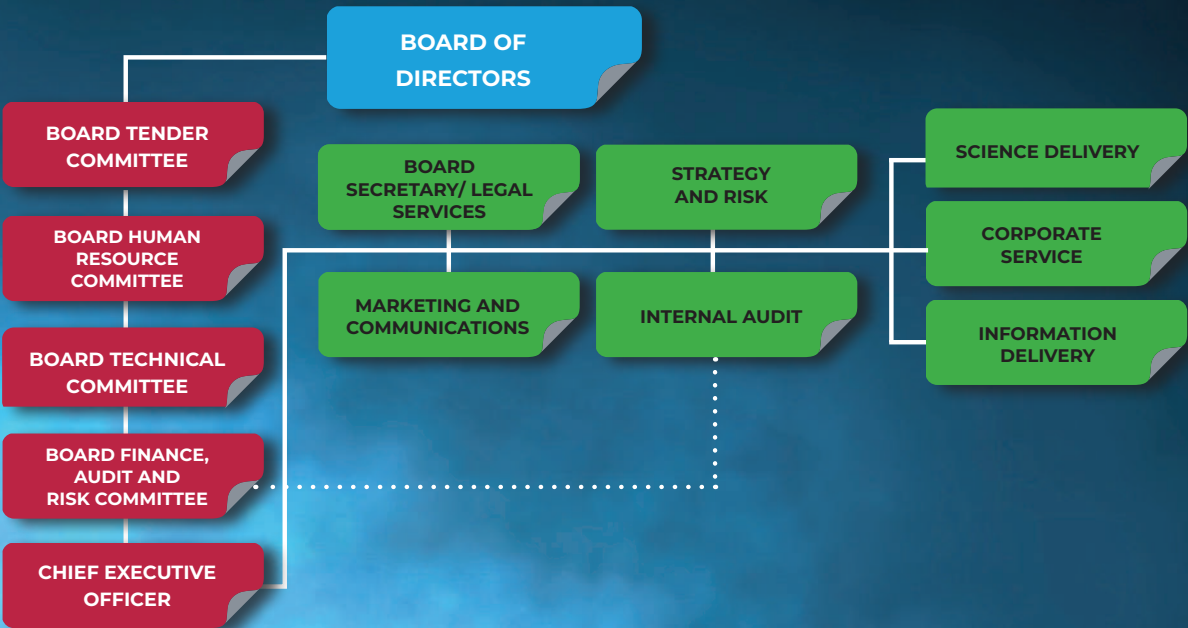 BOARD OF
DIRECTORS
BOARD TENDER
COMMITTEE
BOARD HUMAN
RESOURCE
COMMITTEE
BOARD TECHNICAL
COMMITTEE
BOARD FINANCE,
AUDIT AND
RISK COMMITTEE
CHIEF EXECUTIVE
OFFICER
BOARD
SECRETARY/ LEGAL
SERVICES
STRATEGY
AND RISK
MARKETING AND
COMMUNICATIONS
INTERNAL AUDIT
SCIENCE DELIVERY
CORPORATE
SERVICE
INFORMATION
DELIVERY